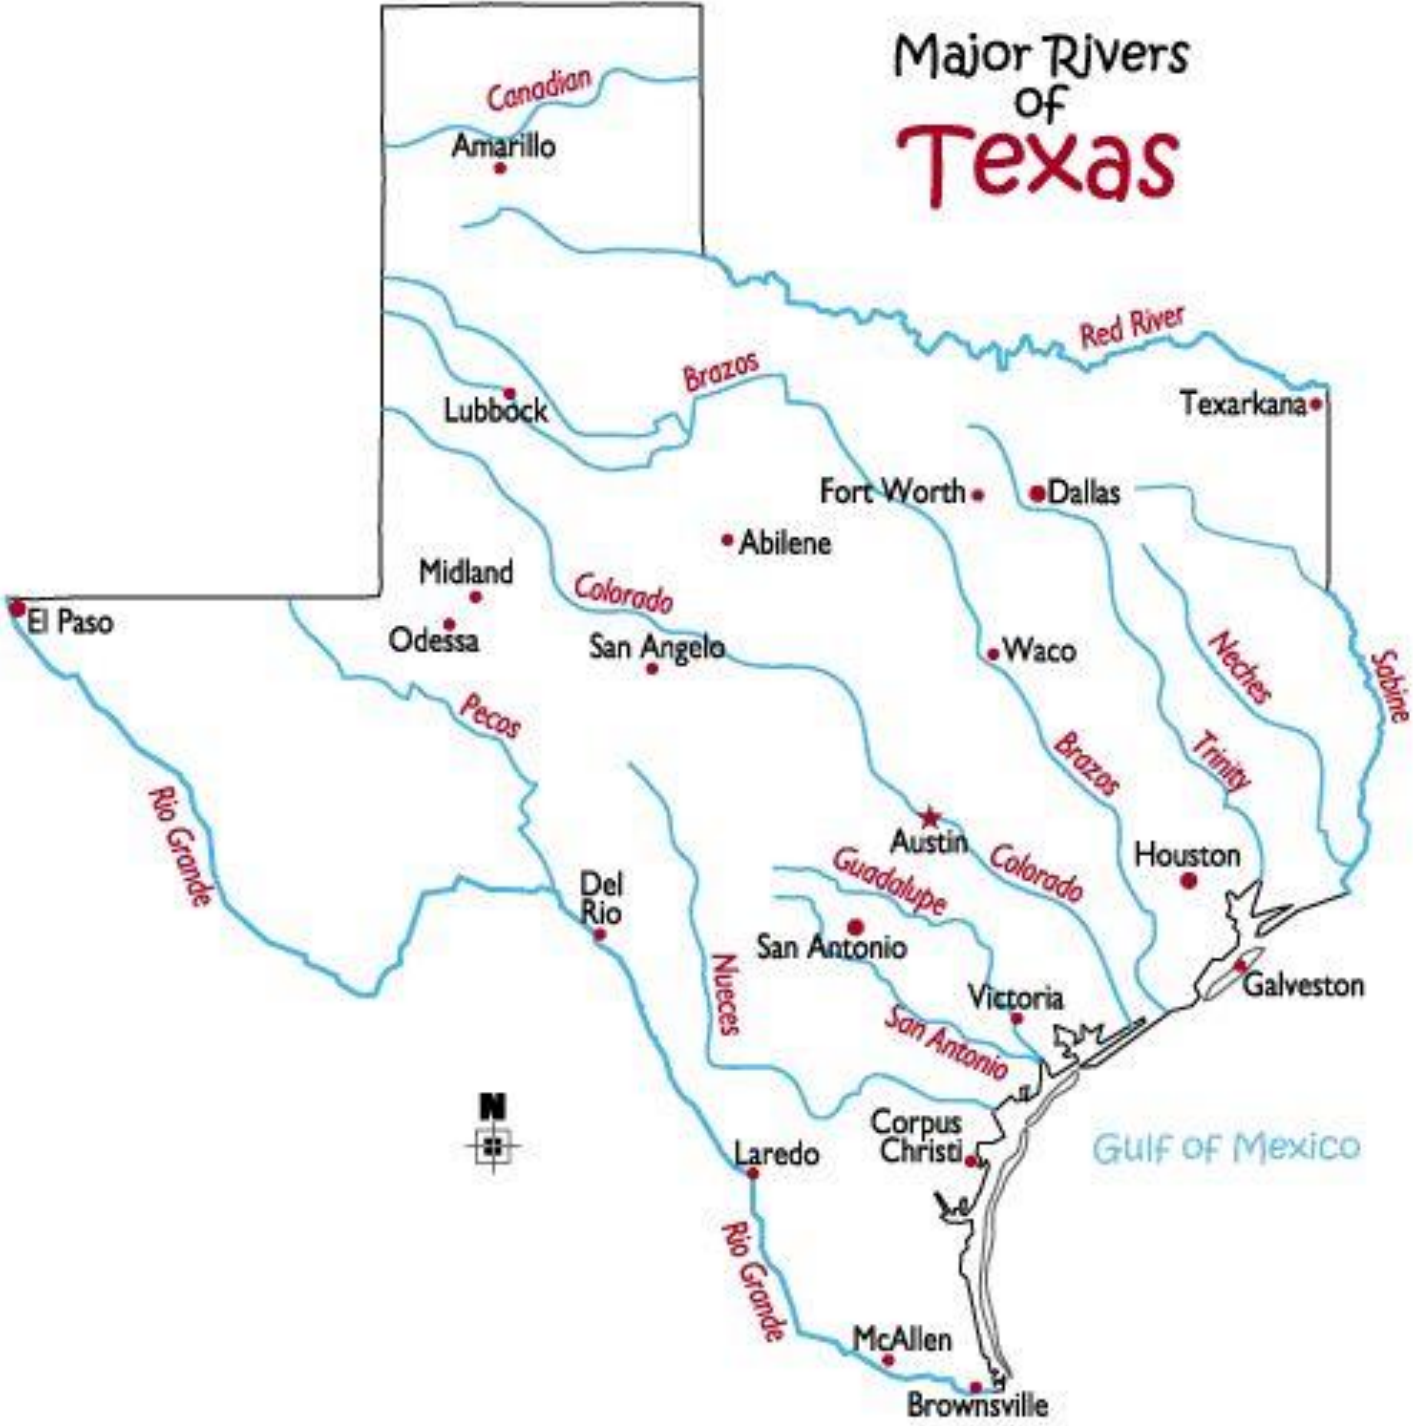 Major Rivers
of
Texas
Canadian
Amarillo
Red River
Brazos
Texarkana
Lubbock
Fort Worth
Dallas
Abilene
Midland
Colorado
El Paso
Odessa
San Angelo
Waco
Neches
Sabine
Pecos
Trinity
Brazos
Rio Grande
Austin
Houston
Colorado
Guadalupe
Del
Rio
San Antonio
Nueces
Victoria
Galveston
San Antonio
N
Corpus
Christi
Gulf of Mexico
Laredo
Rio Grande
McAllen
Brownsville